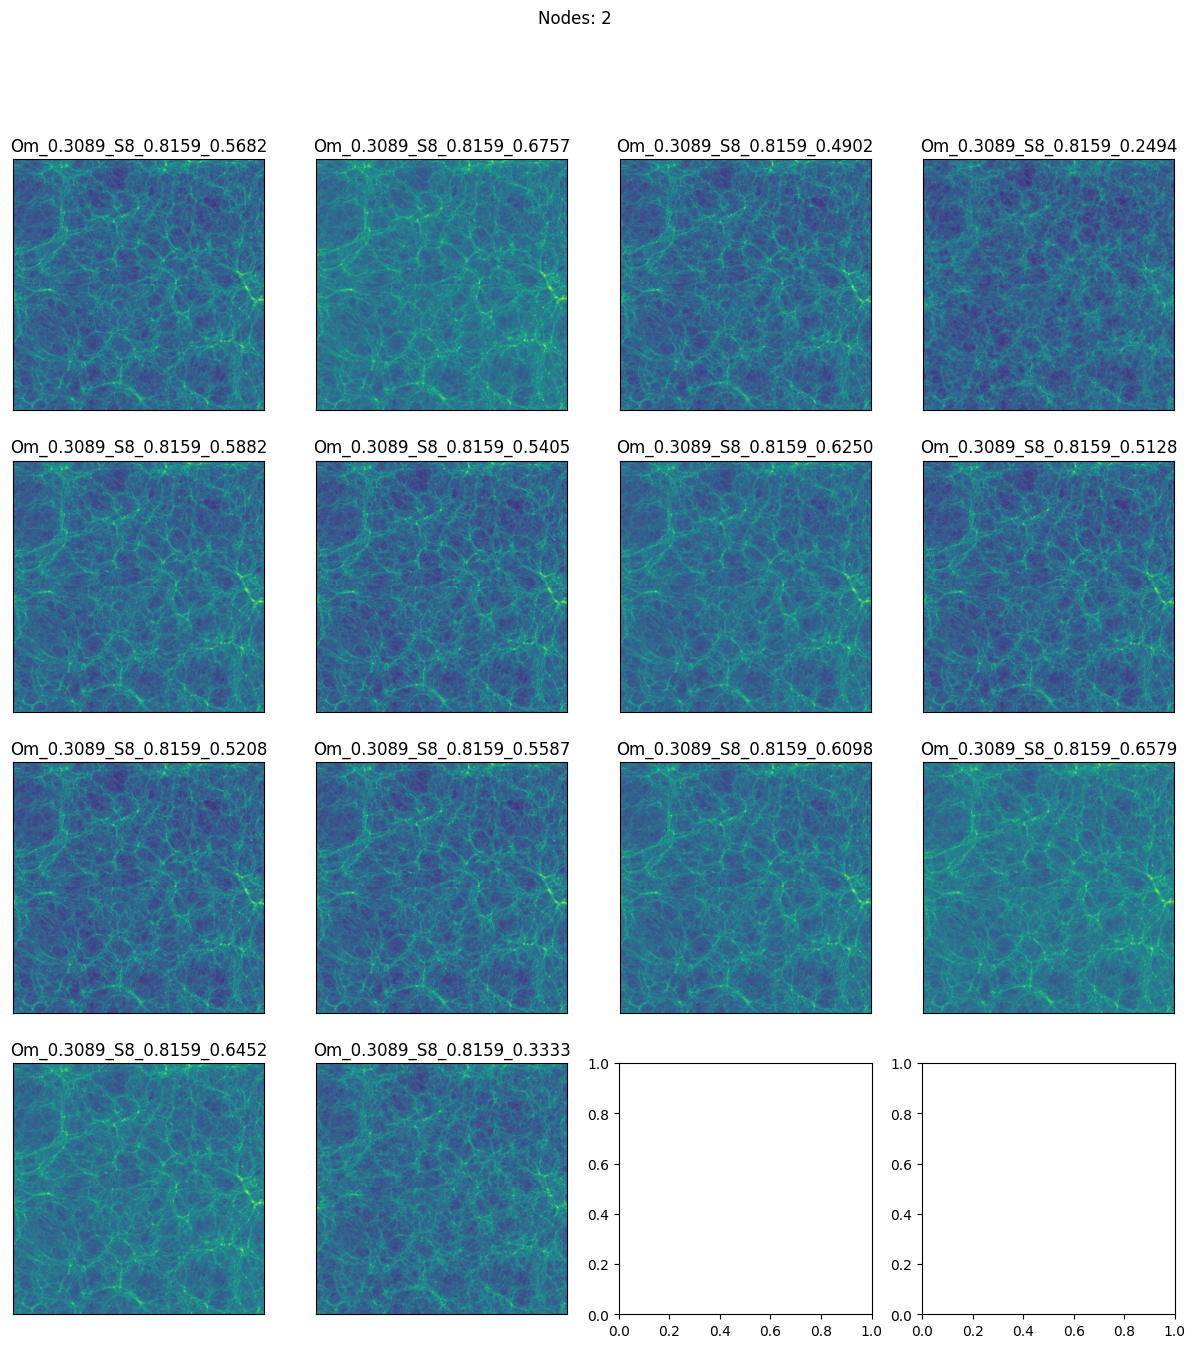 Nodes: 2
Om_0.3089_S8_0.8159_0.5682
Om_0.3089_S8_0.8159_0.6757
Om_0.3089_S8_0.8159_0.4902
Om_0.3089_S8_0.8159_0.2494
Om_0.3089_S8_0.8159_0.5882
Om_0.3089_S8_0.8159_0.5405
Om_0.3089_S8_0.8159_0.6250
Om_0.3089_S8_0.8159_0.5128
Om_0.3089_S8_0.8159_0.5208
Om_0.3089_S8_0.8159_0.5587
Om_0.3089_S8_0.8159_0.6098
Om_0.3089_S8_0.8159_0.6579
Om_0.3089_S8_0.8159_0.6452
Om_0.3089_S8_0.8159_0.3333
1.0
0.8
0.6
0.4
0.2
0.0
0.0 0.2 0.4 0.6 0.8 1.0
1.0
0.8
0.6
0.4
0.2
0.0
0.0 0.2 0.4 0.6 0.8 1.0